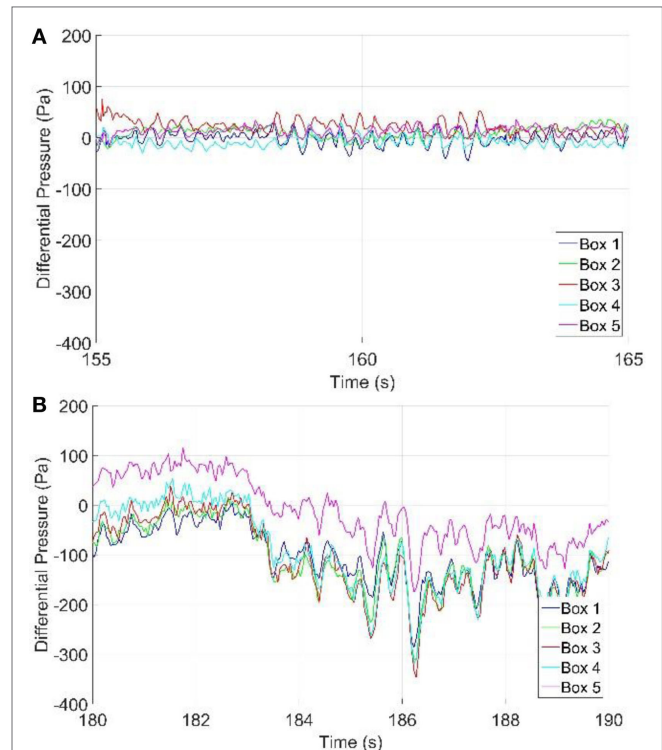 A
200
100
0
-100
-200
-300
-400
Differential Pressure (Pa)
Box 1
Box 2
Box 3
Box 4
Box 5
155
160
165
Time (s)
B
200
100
0
-100
-200
-300
-400
Differential Pressure (Pa)
Box 1
Box 2
Box 3
Box 4
Box 5
180
182
184
186
188
190
Time (s)